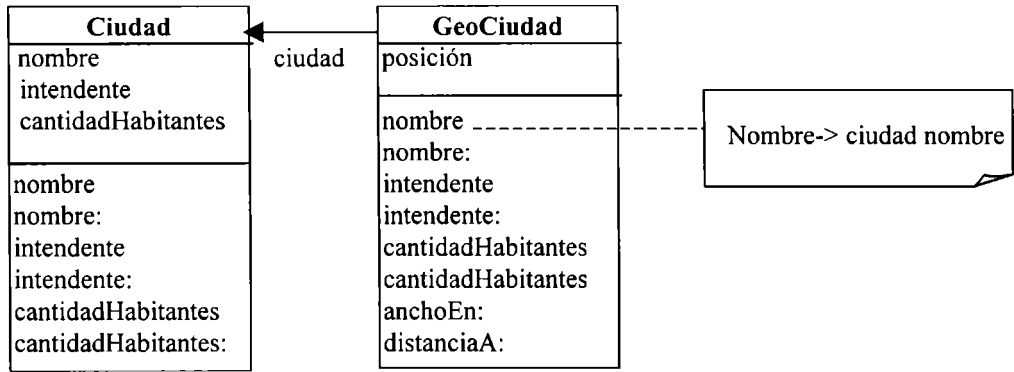 Ciudad
nombre
intendente
cantidadHabitantes
nombre
nombre:
intendente
intendente:
cantidadHabitantes
cantidadHabitantes:
ciudad
GeoCiudad
posición
nombre
nombre:
intendente
intendente:
cantidadHabitantes
cantidadHabitantes
anchoEn:
distanciaA:
Nombre-> ciudad nombre